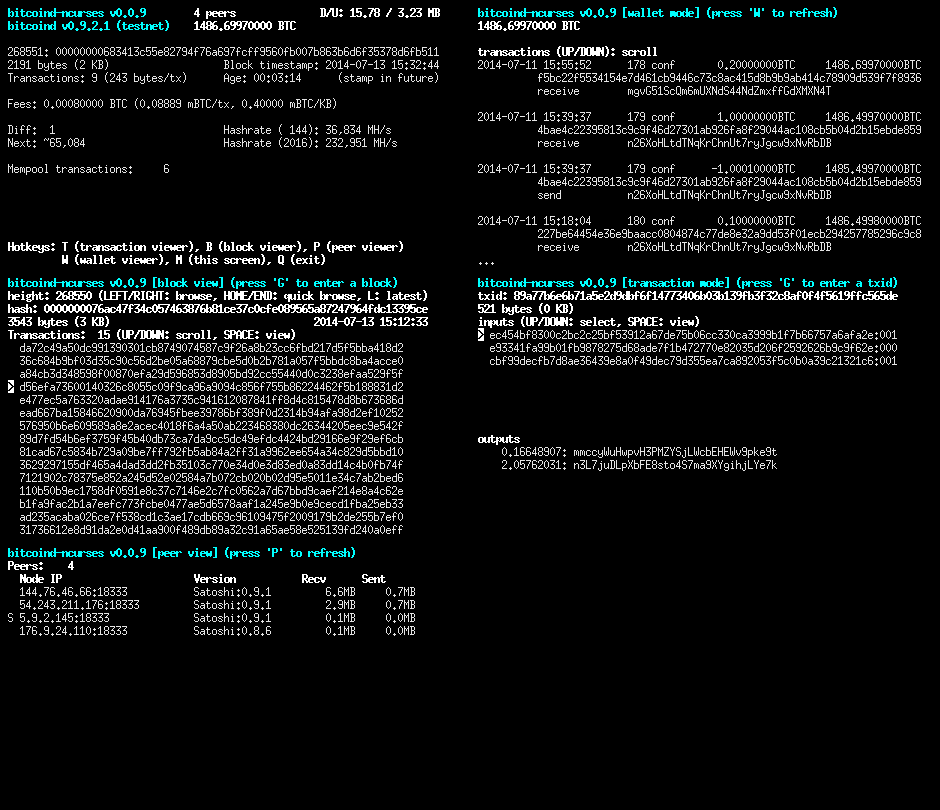 bitcoind-ncurses v0.0.9 4 peers D/U: 15.78 / 3.23 MB
bitcoind v0.9.2.1 (testnet) 1486.69970000 BTC
268551: 00000000683413c55e82794f76a697fcff9560fb007b863b6d6f35378d6fb511
2191 bytes (2 KB) Block timestamp: 2014-07-13 15:32:44
Transactions: 9 (243 bytes/tx) Age: 00:03:14 (stamp in future)
Fees: 0.00080000 BTC (0.08889 mBTC/tx, 0.40000 mBTC/KB)
Diff: 1 Hashrate ( 144): 36,834 MH/s
Next: ~65,084 Hashrate (2016): 232,951 MH/s
Mempool transactions: 6
Hotkeys: T (transaction viewer), B (block viewer), P (peer viewer)
W (wallet viewer), M (this screen), Q (exit)
bitcoind-ncurses v0.0.9 [wallet mode] (press 'W' to refresh)
1486.69970000 BTC
transactions (UP/DOWN): scroll
2014-07-11 15:55:52 178 conf 0.20000000BTC 1486.69970000BTC
f5bc22f5534154e7d461cb9446c73c8ac415d8b9b9ab414c78909d539f7f8936
receive mgvG51ScQm6mUXNdS44NdZmxffGdXMXN4T
2014-07-11 15:39:37 179 conf 1.00000000BTC 1486.49970000BTC
4bae4c22395813c9c9f46d27301ab926fa8f29044ac108cb5b04d2b15ebde859
receive n26XoHLtdTNqKrChnUt7ryJgcw9xNvRbDB
2014-07-11 15:39:37 179 conf -1.00010000BTC 1485.49970000BTC
4bae4c22395813c9c9f46d27301ab926fa8f29044ac108cb5b04d2b15ebde859
send n26XoHLtdTNqKrChnUt7ryJgcw9xNvRbDB
2014-07-11 15:18:04 180 conf 0.10000000BTC 1486.49980000BTC
227be64454e36e9baacc0804874c77de8e32a9dd53f01ecb294257785296c9c8
receive n26XoHLtdTNqKrChnUt7ryJgcw9xNvRbDB
...
bitcoind-ncurses v0.0.9 [block view] (press 'G' to enter a block)
height: 268550 (LEFT/RIGHT: browse, HOME/END: quick browse, L: latest)
hash: 0000000076ac47f34c057463876b81ce37c0cfe089565a87247964fdc13395ce
3543 bytes (3 KB) 2014-07-13 15:12:33
Transactions: 15 (UP/DOWN: scroll, SPACE: view)
da72c49a50dc991390301cb8749074587c9f26a8b23cc6fbd217d5f5bba418d2
36c684b9bf03d35c90c56d2be05a68879cbe5d0b2b781a057f5bbdc8ba4acce0
a84cb3d348598f00870efa29d596853d8905bd92cc55440d0c3238efaa529f5f
> d56efa73600140326c8055c09f9ca96a9094c856f755b86224462f5b188831d2
e477ec5a763320adae914176a3735c941612087841ff8d4c815478d8b673686d
ead667ba15846620900da76945fbee39786bf389f0d2314b94afa98d2ef10252
576950b6e609589a8e2acec4018f6a4a50ab223468380dc26344205eec9e542f
89d7fd54b6ef3759f45b40db73ca7da9cc5dc49efdc4424bd29166e9f29ef6cb
81cad67c5834b729a09be7ff792fb5ab84a2ff31a9962ee654a34c829d5bbd10
3629297155df465a4dad3dd2fb35103c770e34d0e3d83ed0a83dd14c4b0fb74f
7121902c78375e852a245d52e02584a7b072cb020b02d95e5011e34c7ab2bed6
110b50b9ec1758df0591e8c37c7146e2c7fc0562a7d67bbd9caef214e8a4c62e
b1fa9fac2b1a7eefc773fcbe0477ae5d6578aaf1a245e9b0e9cecd1fba25eb33
ad235acaba026ce7f538cd1c3ae17cdb669c96109475f2009179b2de255b7ef0
31736612e8d91da2e0d41aa900f489db89a32c91a65ae58e525139fd240a0eff
bitcoind-ncurses v0.0.9 [transaction mode] (press 'G' to enter a txid)
txid: 89a77b6e6b71a5e2d9dbf6f14773406b03b139fb3f32c8af0f4f5619ffc565de
521 bytes (0 KB)
inputs (UP/DOWN: select, SPACE: view)
> ec454bf8300c2bc2c25bf53912a67de75b06cc330ca3999b1f7b66757a6afa2e:001
e93341fa99b01fb9878275d68ade7f1b472770e82035d206f2592626b9c9f62e:000
cbf99decfb7d8ae36439e8a0f49dec79d355ea7ca892053f5c0b0a39c21321c6:001
outputs
0.16648907: mmccyWuHwpvH3PMZYSjLWcbEHEWv9pke9t
2.05762031: n3L7juDLpXbFE8sto4S7ma9XYgihjLYe7k
bitcoind-ncurses v0.0.9 [peer view] (press 'P' to refresh)
Peers: 4
Node IP Version Recv Sent
144.76.46.66:18333 Satoshi:0.9.1 6.6MB 0.7MB
54.243.211.176:18333 Satoshi:0.9.1 2.9MB 0.7MB
S 5.9.2.145:18333 Satoshi:0.9.1 0.1MB 0.0MB
176.9.24.110:18333 Satoshi:0.8.6 0.1MB 0.0MB